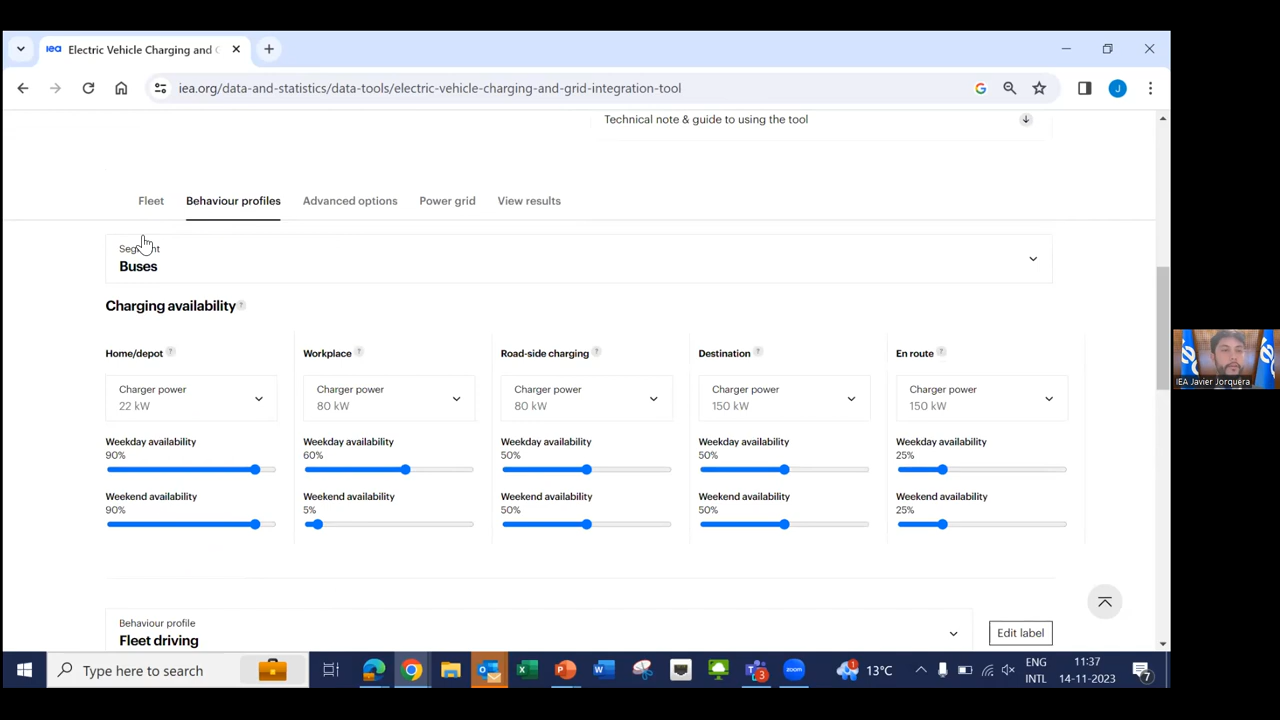 iea Electric Vehicle Charging and
iea.org/data-and-statistics/data-tools/electric-vehicle-charging-and-grid-integration-tool
J
Technical note & guide to using the tool
Fleet Behaviour profiles Advanced options Power grid View results
Segment
Buses
Charging availability ?
Home/depot ? Workplace ? Road-side charging ? Destination ? En route ?
Charger power Charger power Charger power Charger power Charger power
22 kW 80 kW 80 kW 150 kW 150 kW
Weekday availability Weekday availability Weekday availability Weekday availability Weekday availability
90% 60% 50% 50% 25%
Weekend availability Weekend availability Weekend availability Weekend availability Weekend availability
90% 5% 50% 50% 25%
Behaviour profile
Fleet driving
Edit label
IEA Javier Jorquera
Type here to search
13°C
ENG
INTL
11:37
14-11-2023
7